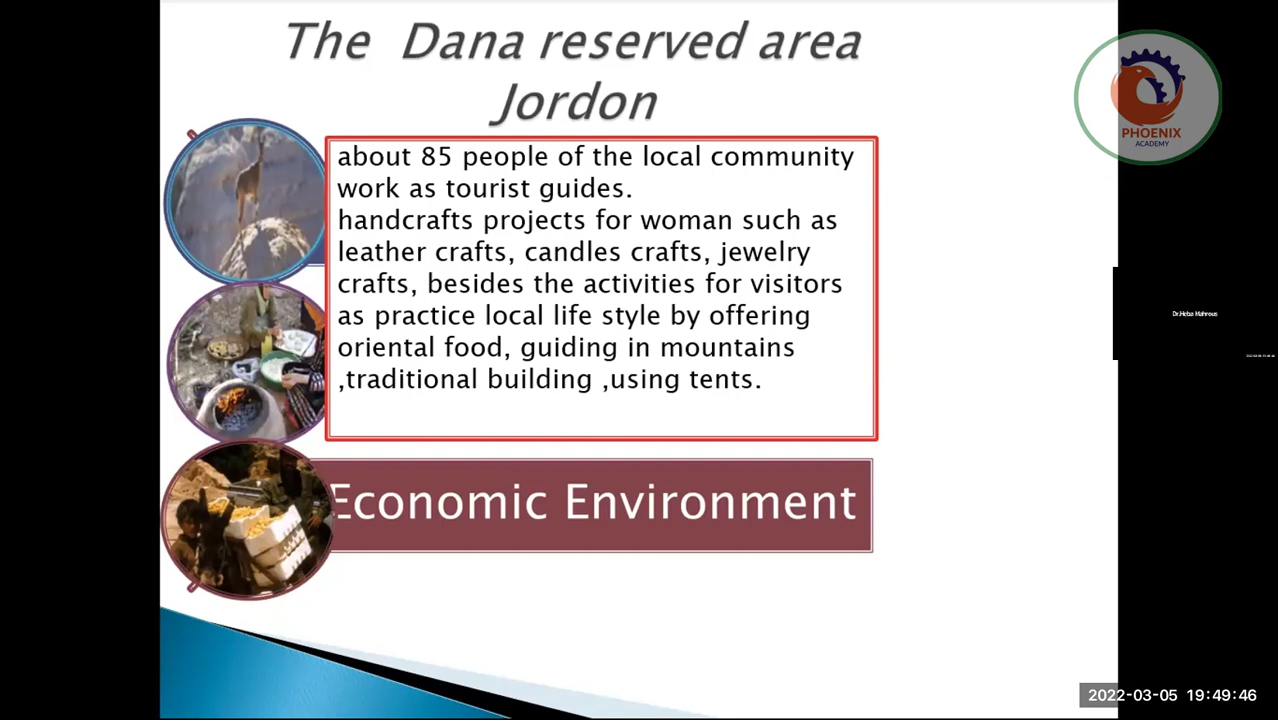 The Dana reserved area
Jordon
about 85 people of the local community
work as tourist guides.
handcrafts projects for woman such as
leather crafts, candles crafts, jewelry
crafts, besides the activities for visitors
as practice local life style by offering
oriental food, guiding in mountains
,traditional building ,using tents.
Economic Environment
PHOENIX
ACADEMY
Dr.Heba Mahrous
2022-03-05 19:49:46